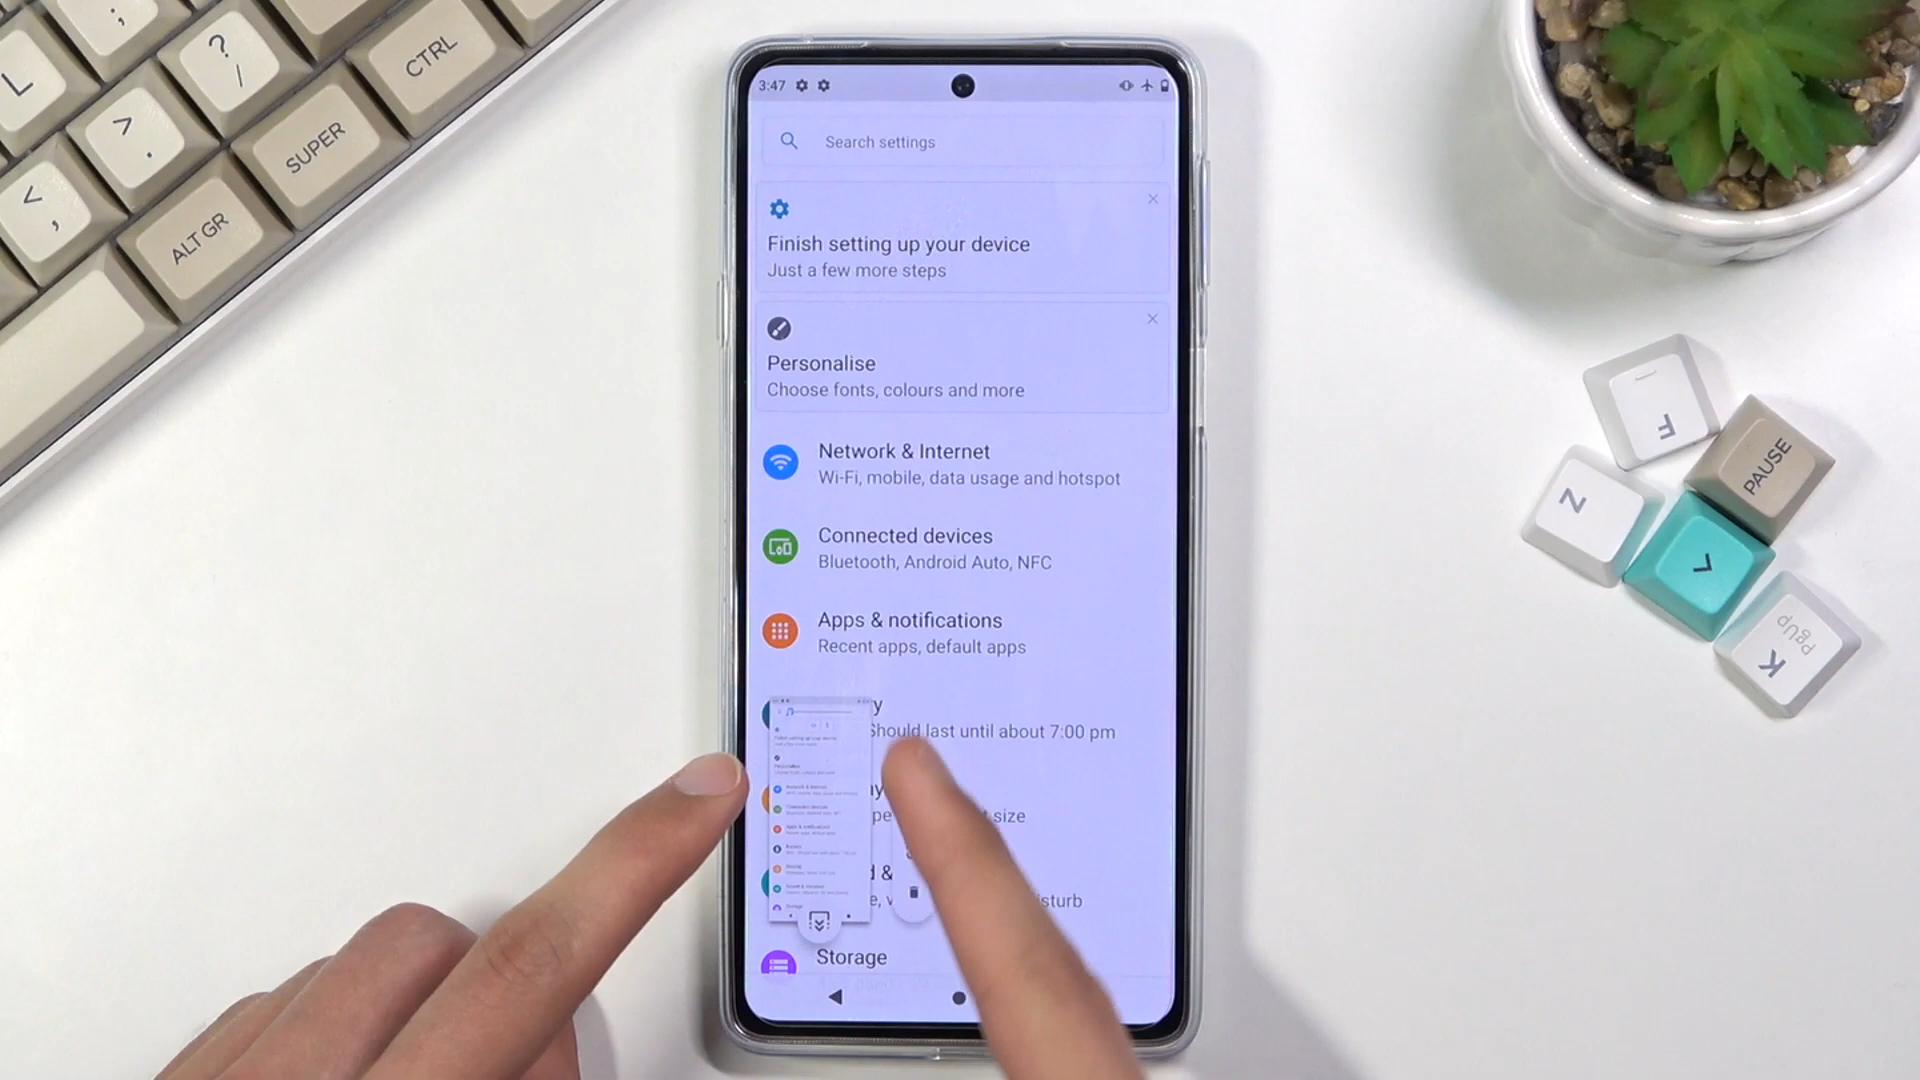 L
;
?
/
CTRL
>
.
SUPER
<
,
ALT GR
3:47
Search settings
Finish setting up your device
Just a few more steps
Personalise
Choose fonts, colours and more
Network & Internet
Wi-Fi, mobile, data usage and hotspot
Connected devices
Bluetooth, Android Auto, NFC
Apps & notifications
Recent apps, default apps
y
Should last until about 7:00 pm
size
d &
isturb
Storage
F
PAUSE
Z
K
PgUp